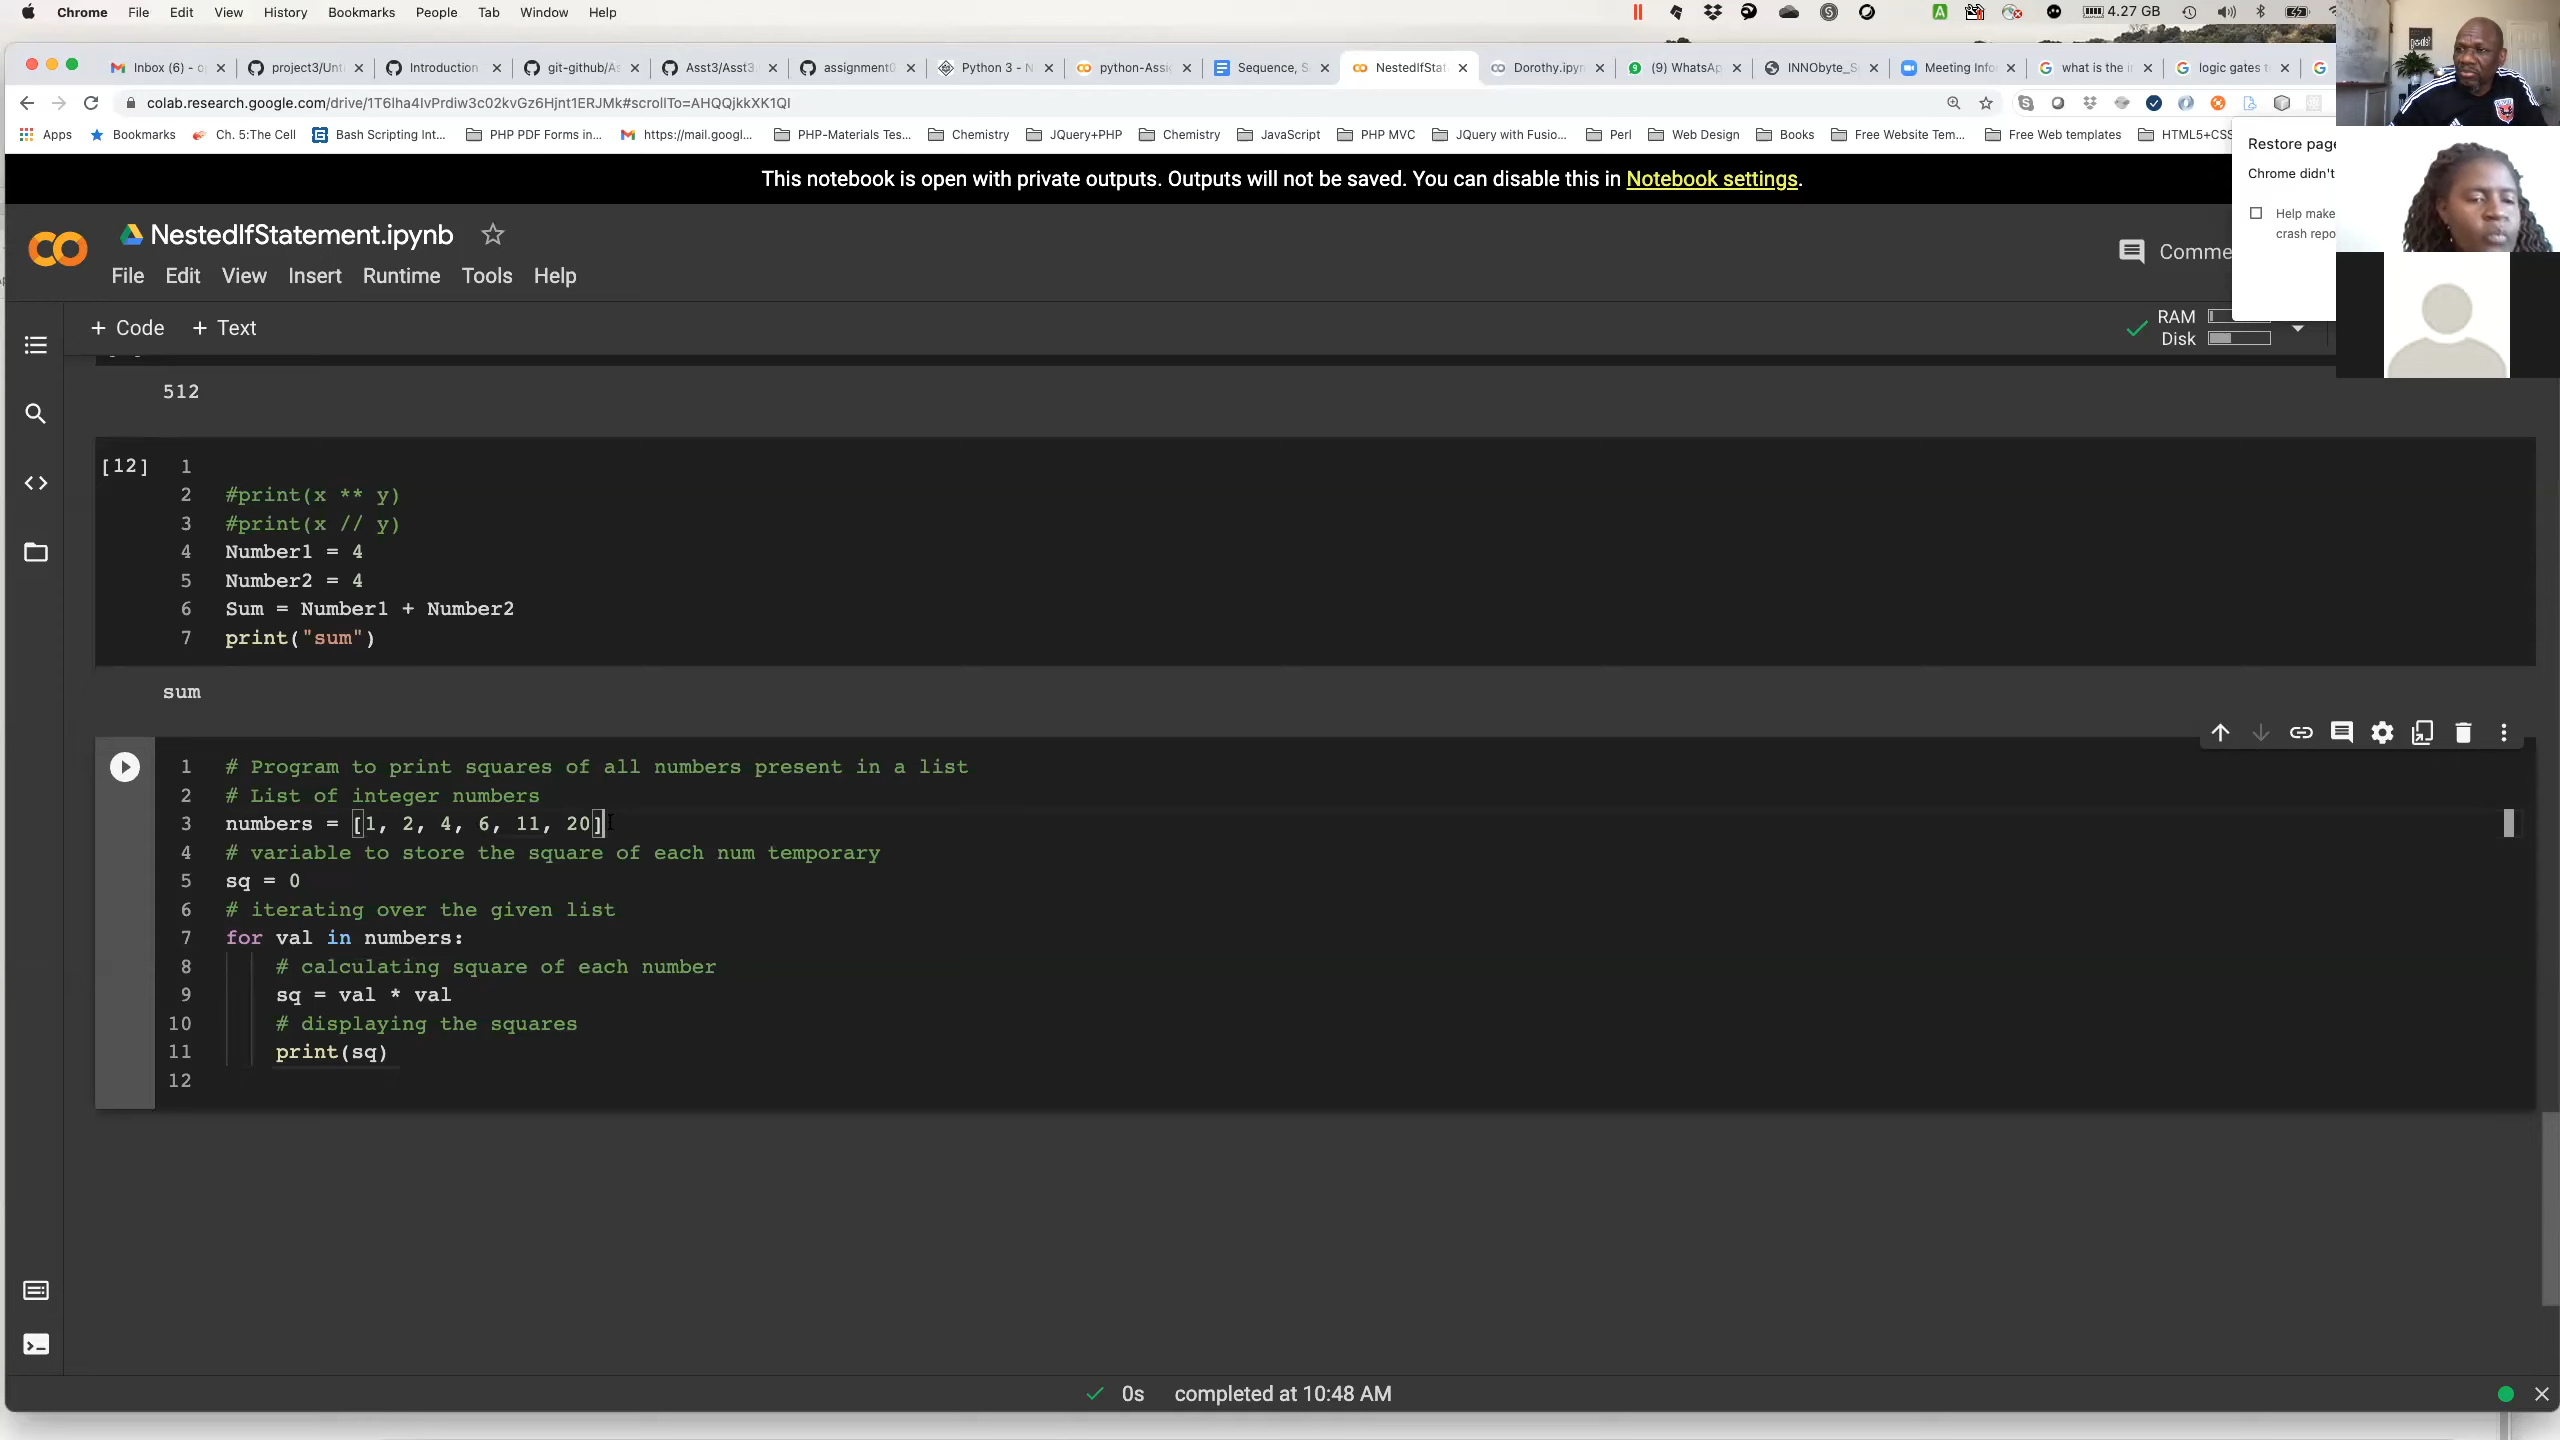 Chrome File Edit View History Bookmarks People Tab Window Help 4.27 GB
Inbox (6) - project3/Unt Introduction git-github/As Asst3/Asst3 assignment0 Python 3 - N python-Assi Sequence, S NestedIfStat Dorothy.ipyn (9) WhatsAp INNObyte_S Meeting Info what is the i logic gates t
colab.research.google.com/drive/1T6Iha4IvPrdiw3c02kvGz6Hjnt1ERJMk#scrollTo=AHQQjkkXK1QI
Apps Bookmarks Ch. 5:The Cell Bash Scripting Int... PHP PDF Forms in... https://mail.googl... PHP-Materials Tes... Chemistry JQuery+PHP Chemistry JavaScript PHP MVC JQuery with Fusio... Perl Web Design Books Free Website Tem... Free Web templates HTML5+CSS
Restore page
Chrome didn't
Help make
crash repo
This notebook is open with private outputs. Outputs will not be saved. You can disable this in Notebook settings.
NestedIfStatement.ipynb
Comme
File Edit View Insert Runtime Tools Help
+ Code + Text
RAM
Disk
512
[12] 1
2 #print(x ** y)
3 #print(x // y)
4 Number1 = 4
5 Number2 = 4
6 Sum = Number1 + Number2
7 print("sum")
sum
1 # Program to print squares of all numbers present in a list
2 # List of integer numbers
3 numbers = [1, 2, 4, 6, 11, 20]
4 # variable to store the square of each num temporary
5 sq = 0
6 # iterating over the given list
7 for val in numbers:
8 # calculating square of each number
9 sq = val * val
10 # displaying the squares
11 print(sq)
12
0s completed at 10:48 AM